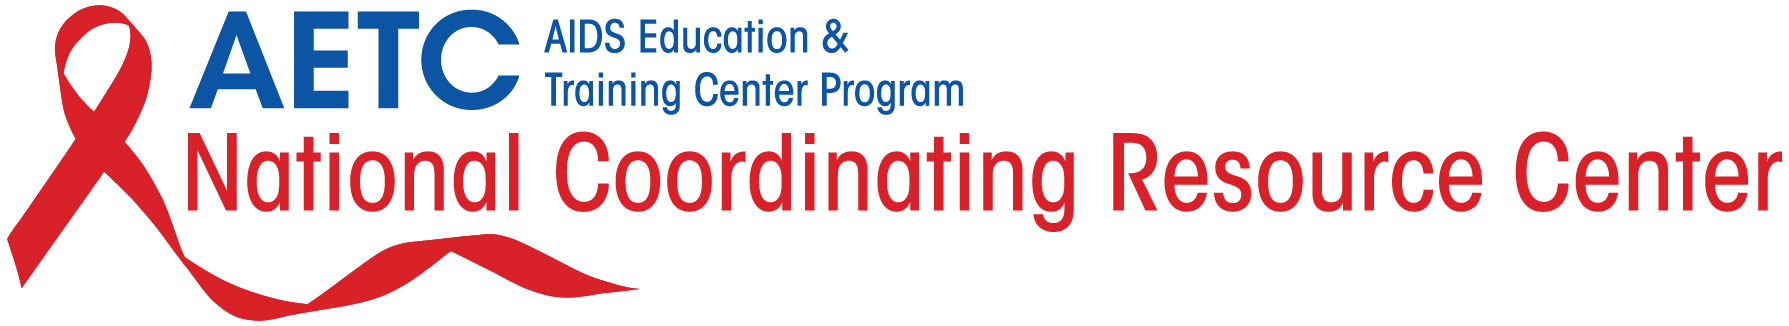 AETC
AIDS Education &
Training Center Program
National Coordinating Resource Center